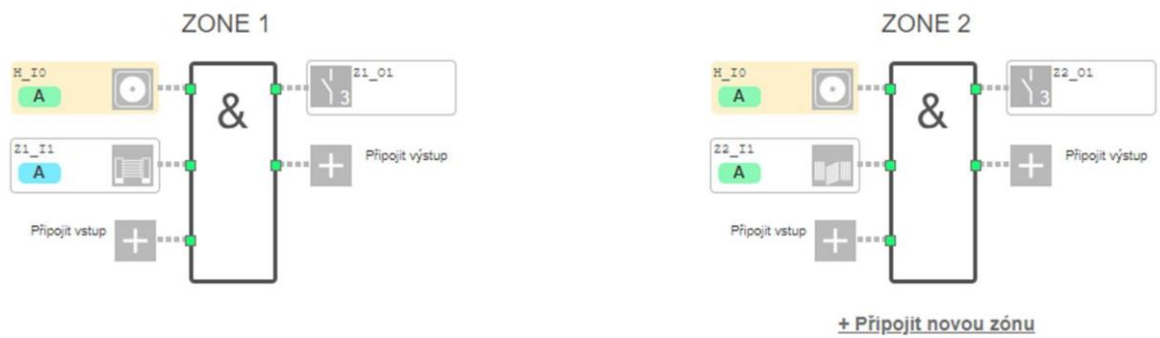 ZONE 1
H_I0
A
&
3
Z1_O1
Z1_I1
A
Připojit výstup
Připojit vstup
ZONE 2
H_I0
A
&
3
Z2_O1
Z2_I1
A
Připojit výstup
Připojit vstup
+ Připojit novou zónu